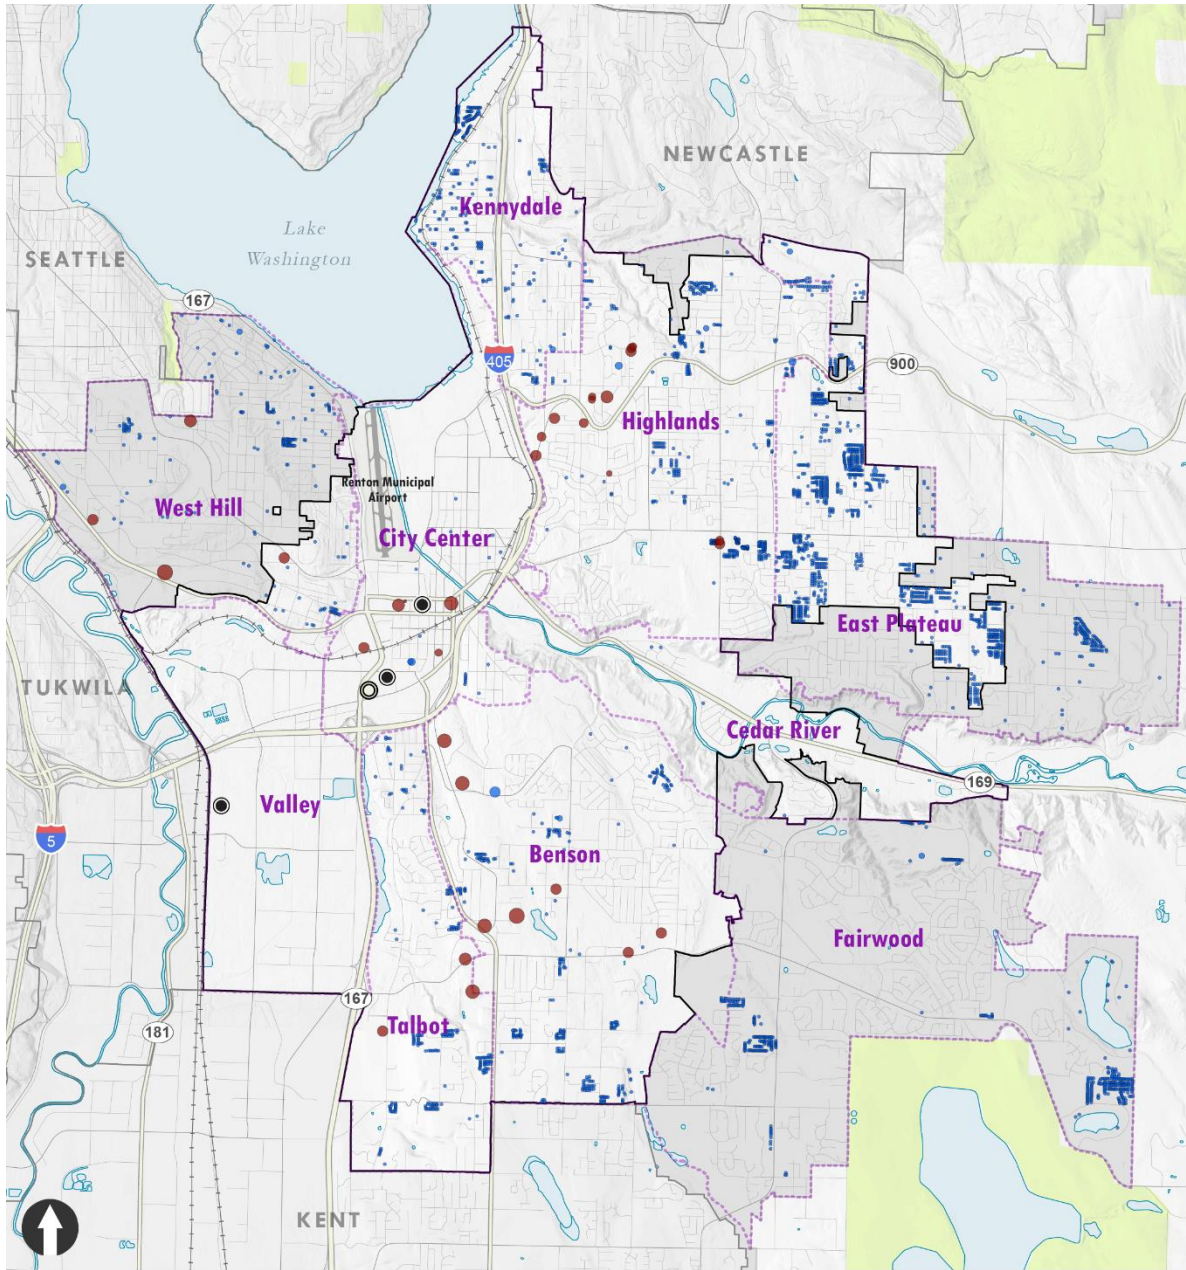 NEWCASTLE
Kennydale
Lake
Washington
SEATTLE
167
405
900
Highlands
Renton Municipal
Airport
West Hill
City Center
East Plateau
TUKWILA
Cedar River
169
Valley
5
Benson
Fairwood
167
Talbot
181
KENT